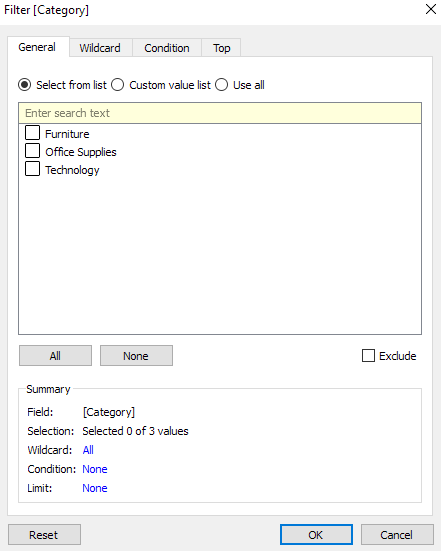 Filter [Category]
General Wildcard Condition Top
Select from list Custom value list Use all
Enter search text
Furniture
Office Supplies
Technology
All None Exclude
Summary
Field: [Category]
Selection: Selected 0 of 3 values
Wildcard: All
Condition: None
Limit: None
Reset OK Cancel